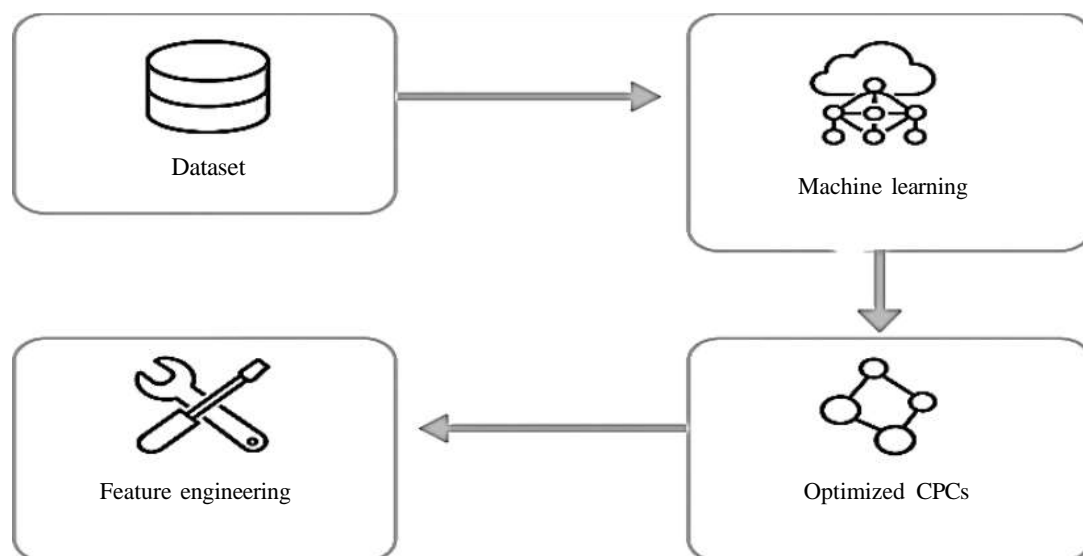 Dataset
Machine learning
Feature engineering
Optimized CPCs